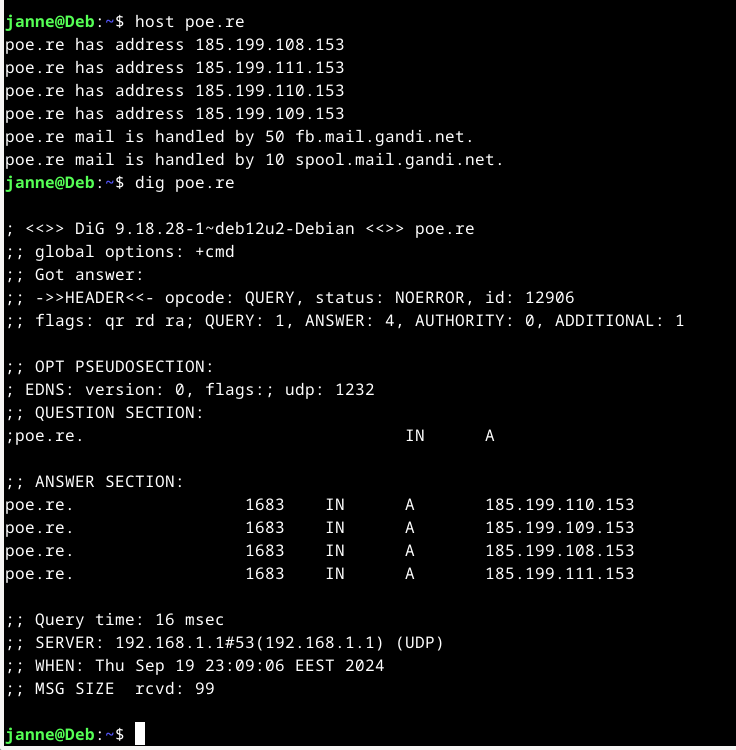 janne@Deb:~$ host poe.re
poe.re has address 185.199.108.153
poe.re has address 185.199.111.153
poe.re has address 185.199.110.153
poe.re has address 185.199.109.153
poe.re mail is handled by 50 fb.mail.gandi.net.
poe.re mail is handled by 10 spool.mail.gandi.net.
janne@Deb:~$ dig poe.re

; <<>> DiG 9.18.28-1~deb12u2-Debian <<>> poe.re
;; global options: +cmd
;; Got answer:
;; ->>HEADER<<- opcode: QUERY, status: NOERROR, id: 12906
;; flags: qr rd ra; QUERY: 1, ANSWER: 4, AUTHORITY: 0, ADDITIONAL: 1

;; OPT PSEUDOSECTION:
; EDNS: version: 0, flags:; udp: 1232
;; QUESTION SECTION:
;poe.re.				IN	A

;; ANSWER SECTION:
poe.re.			1683	IN	A	185.199.110.153
poe.re.			1683	IN	A	185.199.109.153
poe.re.			1683	IN	A	185.199.108.153
poe.re.			1683	IN	A	185.199.111.153

;; Query time: 16 msec
;; SERVER: 192.168.1.1#53(192.168.1.1) (UDP)
;; WHEN: Thu Sep 19 23:09:06 EEST 2024
;; MSG SIZE  rcvd: 99

janne@Deb:~$